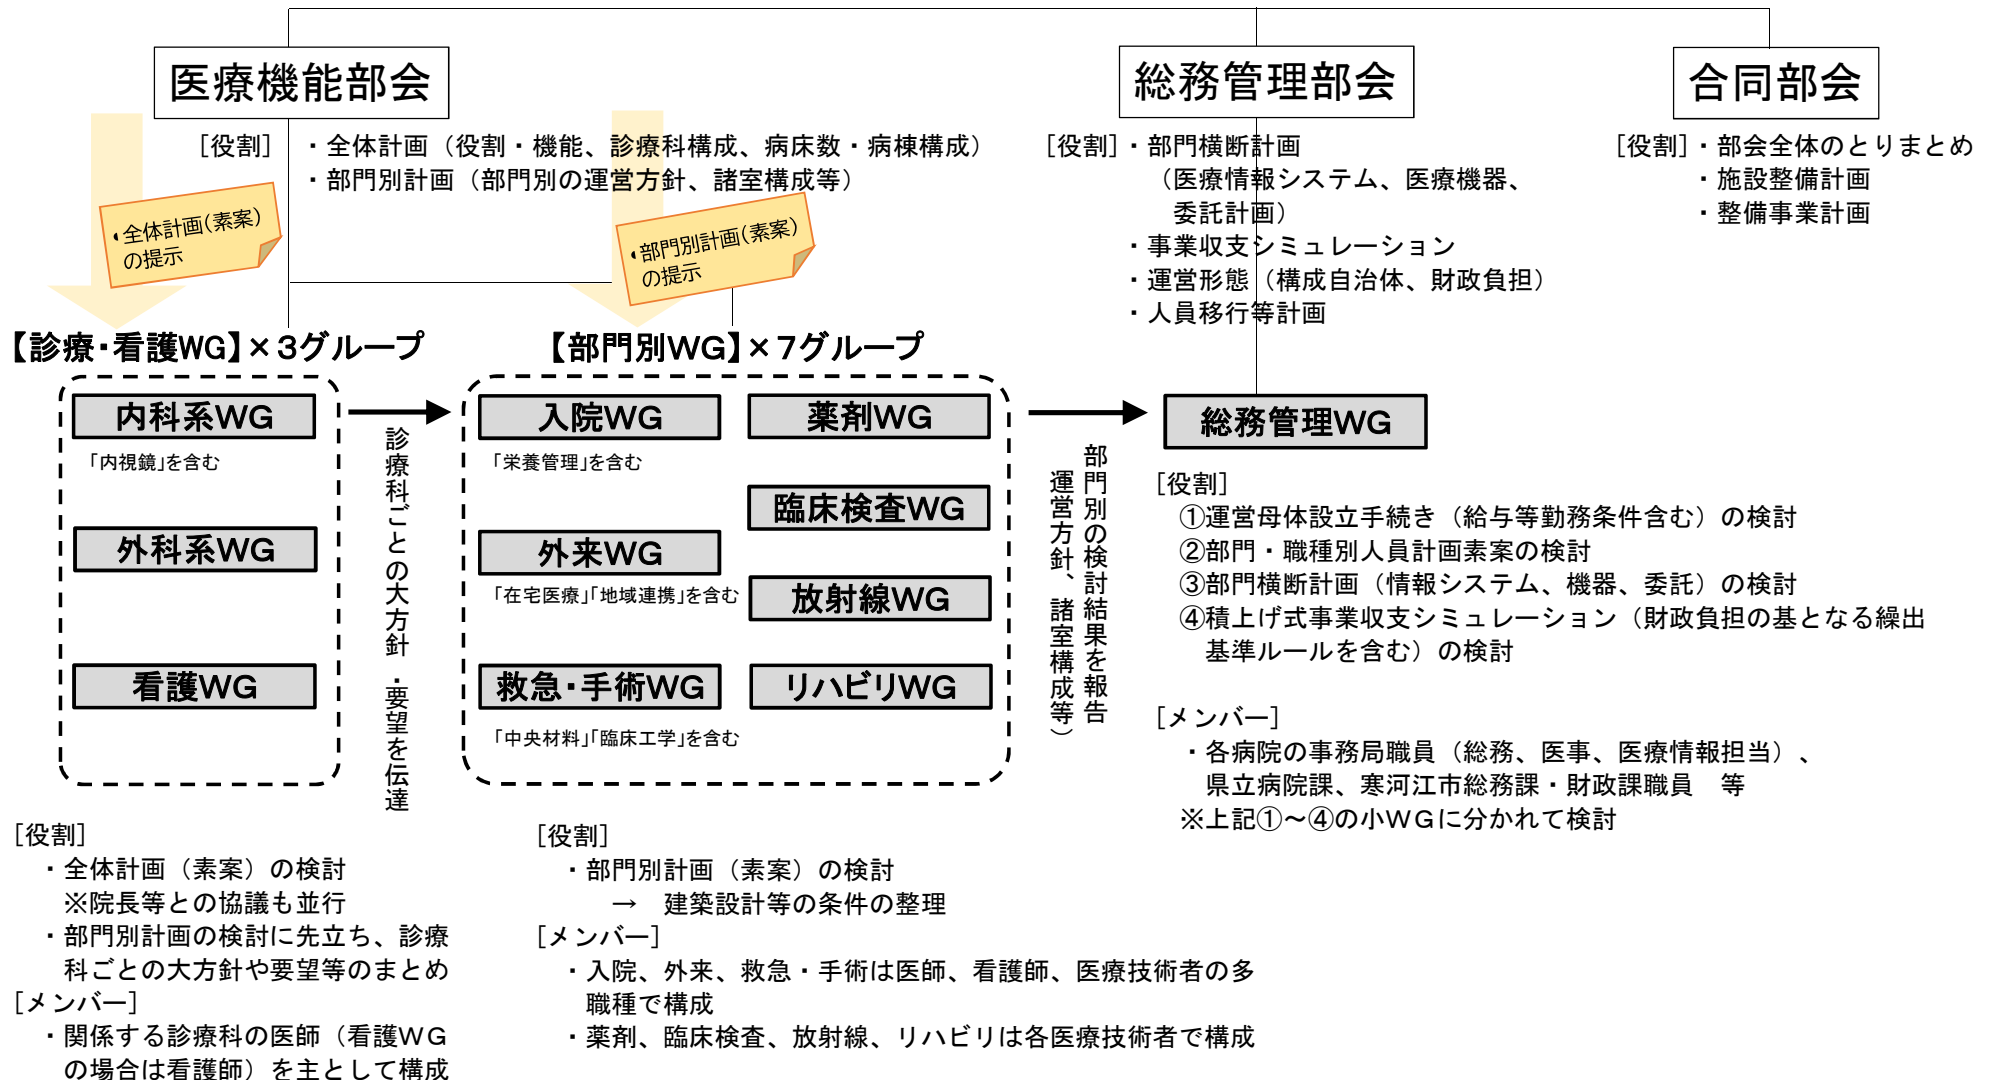 医療機能部会
[役割] ・全体計画（役割・機能、診療科構成、病床数・病棟構成）
・部門別計画（部門別の運営方針、諸室構成等）
・全体計画(素案)
の提示
・部門別計画(素案)
の提示
総務管理部会
[役割]・部門横断計画
（医療情報システム、医療機器、
委託計画）
・事業収支シミュレーション
・運営形態（構成自治体、財政負担）
・人員移行等計画
合同部会
[役割]・部会全体のとりまとめ
・施設整備計画
・整備事業計画
【診療・看護WG】×3グループ
内科系WG
「内視鏡」を含む
外科系WG
看護WG
診療科ごとの大方針・要望を伝達
【部門別WG】×7グループ
入院WG
「栄養管理」を含む
外来WG
「在宅医療」「地域連携」を含む
救急・手術WG
「中央材料」「臨床工学」を含む
薬剤WG
臨床検査WG
放射線WG
リハビリWG
部門別の検討結果を報告
運営方針、諸室構成等）
総務管理WG
[役割]
①運営母体設立手続き（給与等勤務条件含む）の検討
②部門・職種別人員計画素案の検討
③部門横断計画（情報システム、機器、委託）の検討
④積上げ式事業収支シミュレーション（財政負担の基となる繰出
基準ルールを含む）の検討
[メンバー]
・各病院の事務局職員（総務、医事、医療情報担当）、
県立病院課、寒河江市総務課・財政課職員　等
※上記①～④の小ＷＧに分かれて検討
[役割]
・全体計画（素案）の検討
※院長等との協議も並行
・部門別計画の検討に先立ち、診療
科ごとの大方針や要望等のまとめ
[メンバー]
・関係する診療科の医師（看護ＷＧ
の場合は看護師）を主として構成
[役割]
・部門別計画（素案）の検討
→　建築設計等の条件の整理
[メンバー]
・入院、外来、救急・手術は医師、看護師、医療技術者の多
職種で構成
・薬剤、臨床検査、放射線、リハビリは各医療技術者で構成